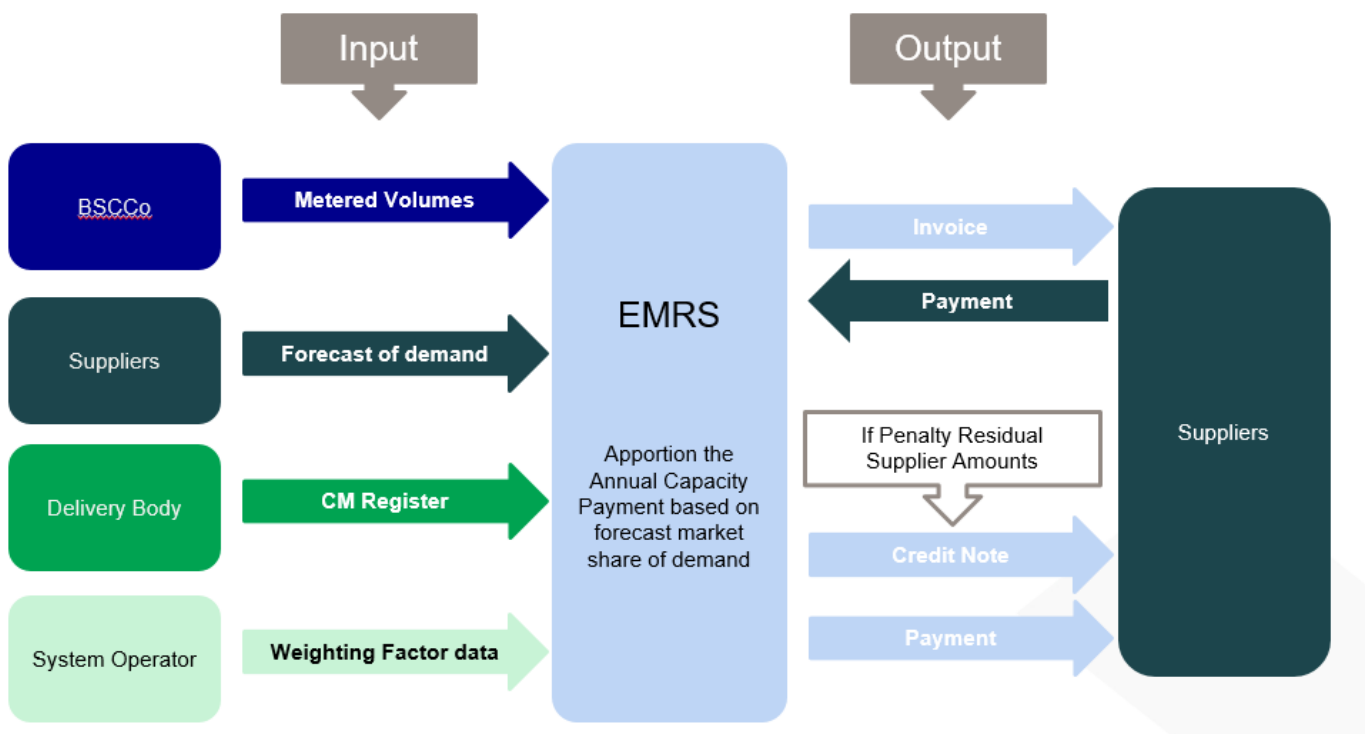 Input
Output
BSCCo
Metered Volumes
Suppliers
Forecast of demand
Delivery Body
CM Register
System Operator
Weighting Factor data
EMRS
Apportion the
Annual Capacity
Payment based on
forecast market
share of demand
Invoice
Payment
If Penalty Residual
Supplier Amounts
Credit Note
Payment
Suppliers